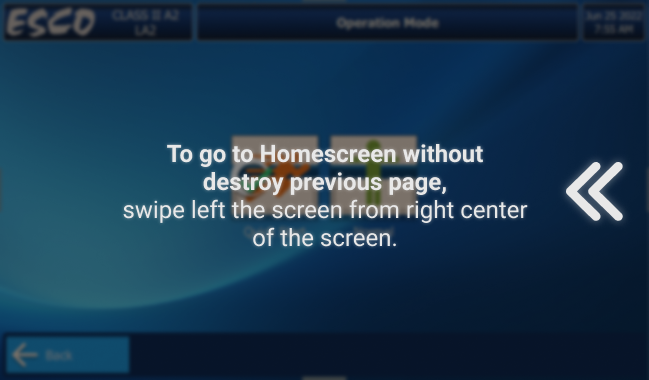 ESCO
CLASS II A2
LA2
Operation Mode
Jun 25 2022
7:55 AM
To go to Homescreen without
destroy previous page,
swipe left the screen from right center
of the screen.
Back